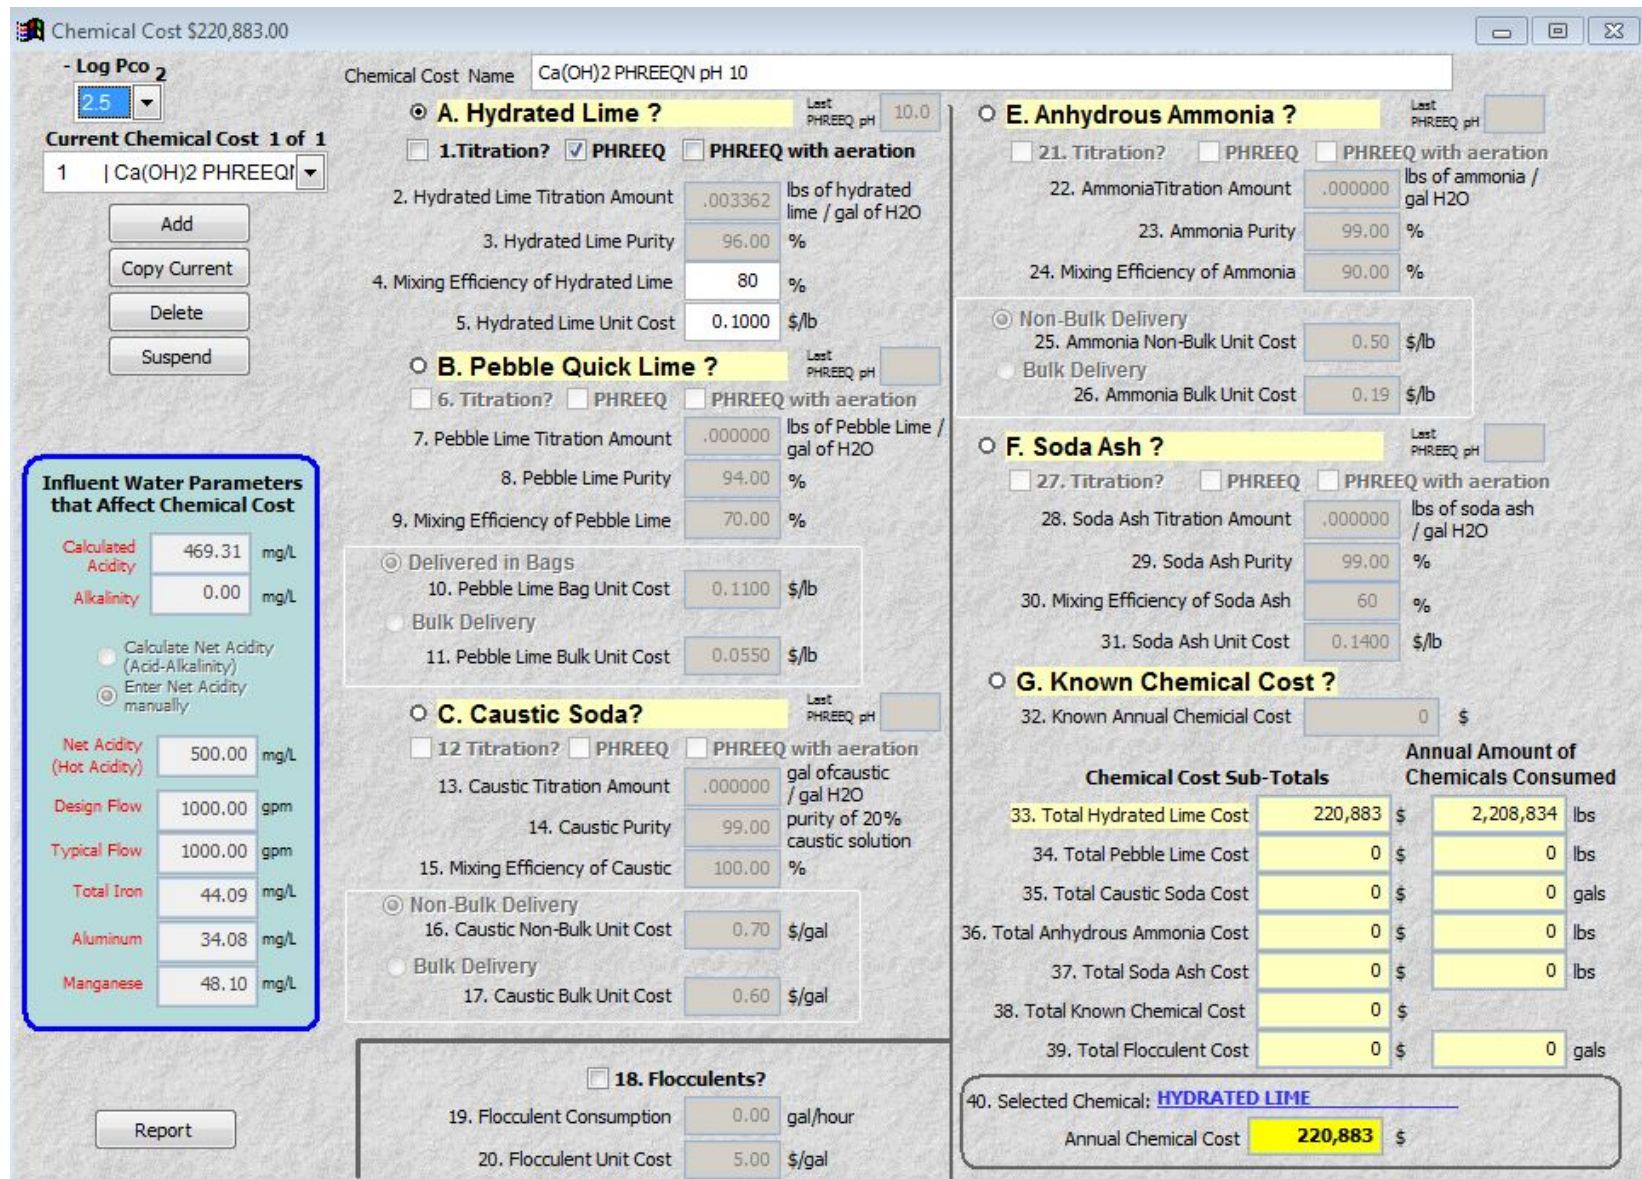 Chemical Cost $220,883.00
- Log Pco 2
2.5
Current Chemical Cost 1 of 1
1 | Ca(OH)2 PHREEQI
Add
Copy Current
Delete
Suspend
Influent Water Parameters
that Affect Chemical Cost
Calculated
Acidity 469.31 mg/L
Alkalinity 0.00 mg/L
Calculate Net Acidity
(Acid-Alkalinity)
Enter Net Acidity
manually
Net Acidity
(Hot Acidity) 500.00 mg/L
Design Flow 1000.00 gpm
Typical Flow 1000.00 gpm
Total Iron 44.09 mg/L
Aluminum 34.08 mg/L
Manganese 48.10 mg/L
Report
Chemical Cost Name Ca(OH)2 PHREEQN pH 10
A. Hydrated Lime ? Last PHREEQ pH 10.0
1.Titration? PHREEQ PHREEQ with aeration
2. Hydrated Lime Titration Amount .003362 lbs of hydrated
lime / gal of H2O
3. Hydrated Lime Purity 96.00 %
4. Mixing Efficiency of Hydrated Lime 80 %
5. Hydrated Lime Unit Cost 0.1000 $/lb
B. Pebble Quick Lime ? Last PHREEQ pH
6. Titration? PHREEQ PHREEQ with aeration
7. Pebble Lime Titration Amount .000000 lbs of Pebble Lime /
gal of H2O
8. Pebble Lime Purity 94.00 %
9. Mixing Efficiency of Pebble Lime 70.00 %
Delivered in Bags
10. Pebble Lime Bag Unit Cost 0.1100 $/lb
Bulk Delivery
11. Pebble Lime Bulk Unit Cost 0.0550 $/lb
C. Caustic Soda? Last PHREEQ pH
12 Titration? PHREEQ PHREEQ with aeration
13. Caustic Titration Amount .000000 gal ofcaustic
/ gal H2O
14. Caustic Purity 99.00 purity of 20%
caustic solution
15. Mixing Efficiency of Caustic 100.00 %
Non-Bulk Delivery
16. Caustic Non-Bulk Unit Cost 0.70 $/gal
Bulk Delivery
17. Caustic Bulk Unit Cost 0.60 $/gal
18. Flocculents?
19. Flocculent Consumption 0.00 gal/hour
20. Flocculent Unit Cost 5.00 $/gal
E. Anhydrous Ammonia ? Last PHREEQ pH
21. Titration? PHREEQ PHREEQ with aeration
22. AmmoniaTitration Amount .000000 lbs of ammonia /
gal H2O
23. Ammonia Purity 99.00 %
24. Mixing Efficiency of Ammonia 90.00 %
Non-Bulk Delivery
25. Ammonia Non-Bulk Unit Cost 0.50 $/lb
Bulk Delivery
26. Ammonia Bulk Unit Cost 0.19 $/lb
F. Soda Ash ? Last PHREEQ pH
27. Titration? PHREEQ PHREEQ with aeration
28. Soda Ash Titration Amount .000000 lbs of soda ash
/ gal H2O
29. Soda Ash Purity 99.00 %
30. Mixing Efficiency of Soda Ash 60 %
31. Soda Ash Unit Cost 0.1400 $/lb
G. Known Chemical Cost ?
32. Known Annual Chemicial Cost 0 $
Chemical Cost Sub-Totals
Annual Amount of
Chemicals Consumed
33. Total Hydrated Lime Cost 220,883 $ 2,208,834 lbs
34. Total Pebble Lime Cost 0 $ 0 lbs
35. Total Caustic Soda Cost 0 $ 0 gals
36. Total Anhydrous Ammonia Cost 0 $ 0 lbs
37. Total Soda Ash Cost 0 $ 0 lbs
38. Total Known Chemical Cost 0 $
39. Total Flocculent Cost 0 $ 0 gals
40. Selected Chemical: HYDRATED LIME
Annual Chemical Cost 220,883 $